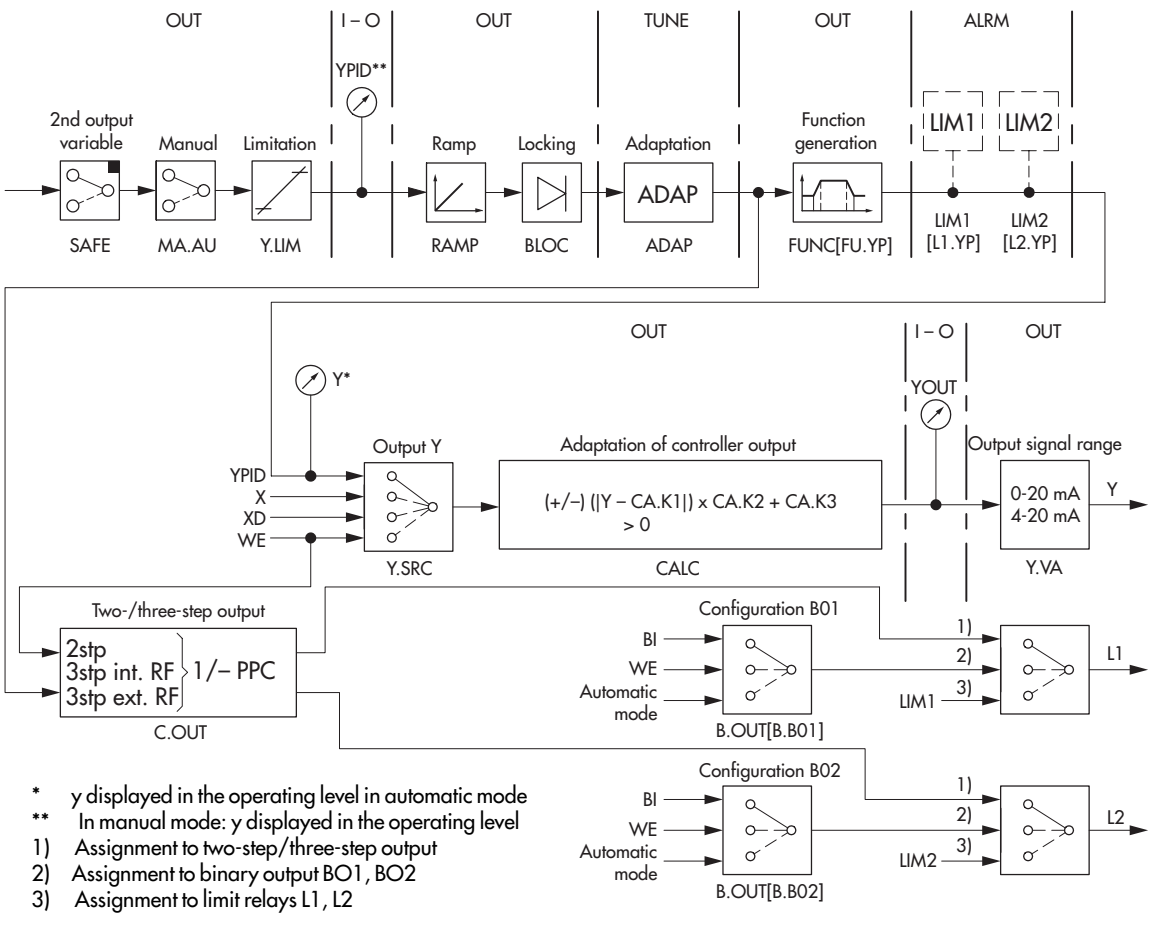 OUT
I – O
OUT
TUNE
OUT
ALRM
YPID**
2nd output
variable
Manual
Limitation
Ramp
Locking
Adaptation
Function
generation
LIM1
LIM2
ADAP
SAFE
MA.AU
Y.LIM
RAMP
BLOC
ADAP
FUNC[FU.YP]
LIM1
[L1.YP]
LIM2
[L2.YP]
OUT
I – O
OUT
Y*
YOUT
Output Y
Adaptation of controller output
Output signal range
YPID
X
XD
WE
(+/–) (|Y – CA.K1|) x CA.K2 + CA.K3
> 0
0-20 mA
4-20 mA
Y
Y.SRC
CALC
Y.VA
Two-/three-step output
2stp
3stp int. RF
3stp ext. RF
1/– PPC
C.OUT
Configuration B01
BI
WE
Automatic
mode
B.OUT[B.B01]
1)
2)
3)
LIM1
L1
Configuration B02
BI
WE
Automatic
mode
B.OUT[B.B02]
1)
2)
3)
LIM2
L2
* y displayed in the operating level in automatic mode
** In manual mode: y displayed in the operating level
1) Assignment to two-step/three-step output
2) Assignment to binary output BO1, BO2
3) Assignment to limit relays L1, L2